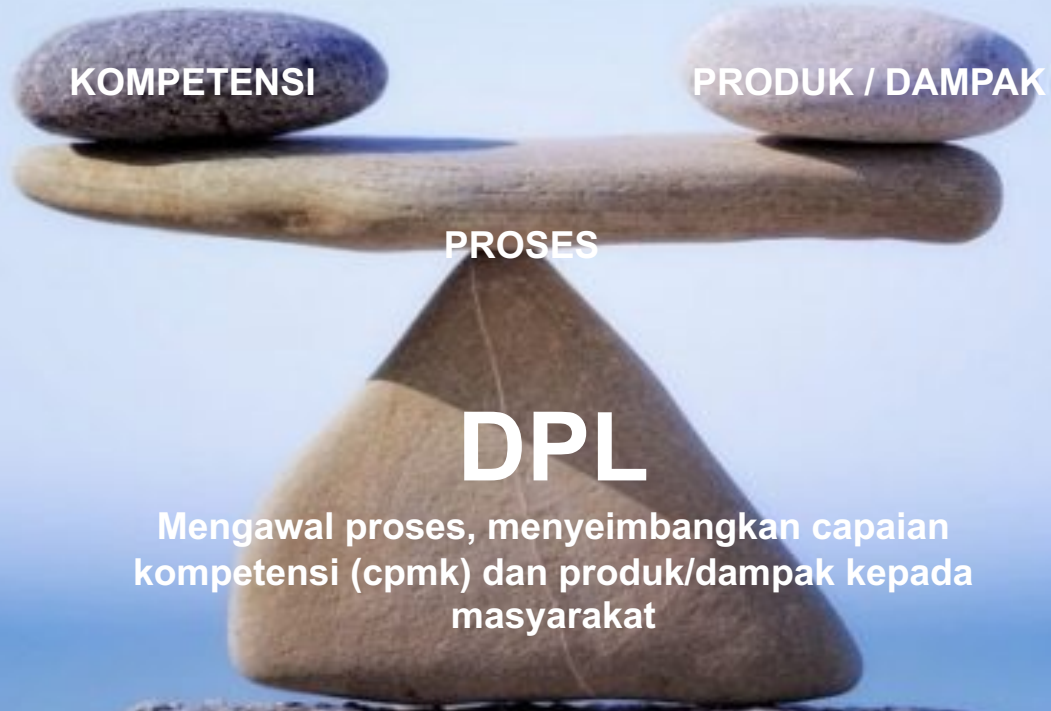 KOMPETENSI
PRODUK / DAMPAK
PROSES
DPL
Mengawal proses, menyeimbangkan capaian
kompetensi (cpmk) dan produk/dampak kepada
masyarakat